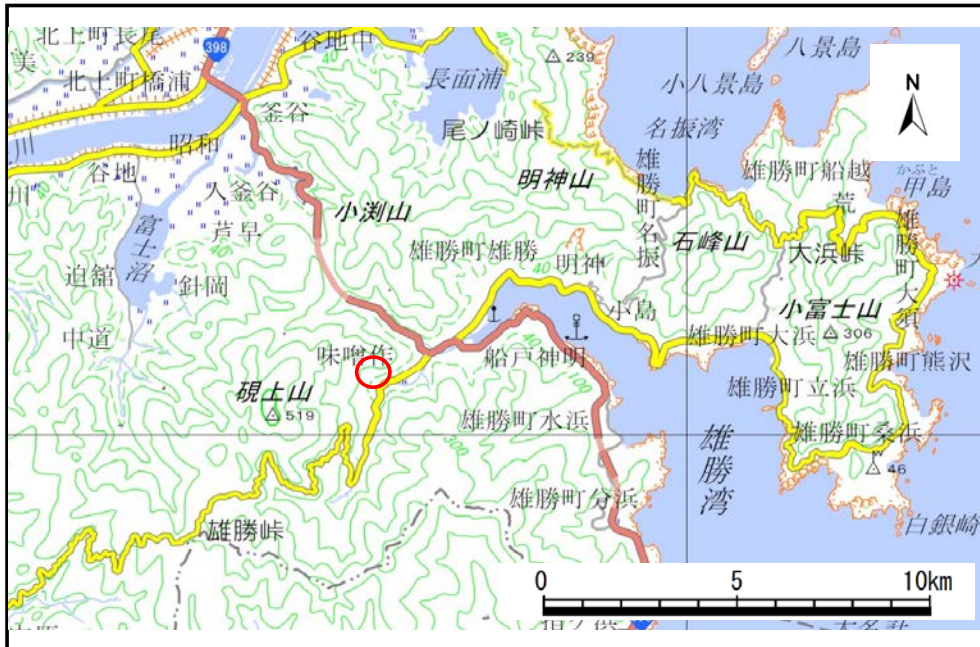 北上町長尾
398
谷地中
美
北上町橋浦
長面浦
239
八景島
小八景島
N
釜谷
昭和
川
谷地
尾ノ崎峠
名振湾
雄勝町船越
かぶと
甲島
川
人釜谷
富士沼
芦早
小渕山
明神山
雄勝町名振
石峰山
荒
雄勝町大須
迫舘
針岡
雄勝町雄勝
明神
大浜峠
小富士山
中道
味噌作
小島
船戸神明
雄勝町大浜
306
硯上山
519
雄勝町熊沢
雄勝町立浜
雄勝町水浜
300
雄勝町桑浜
雄勝湾
46
雄勝町分浜
雄勝峠
白銀崎
0 5 10km